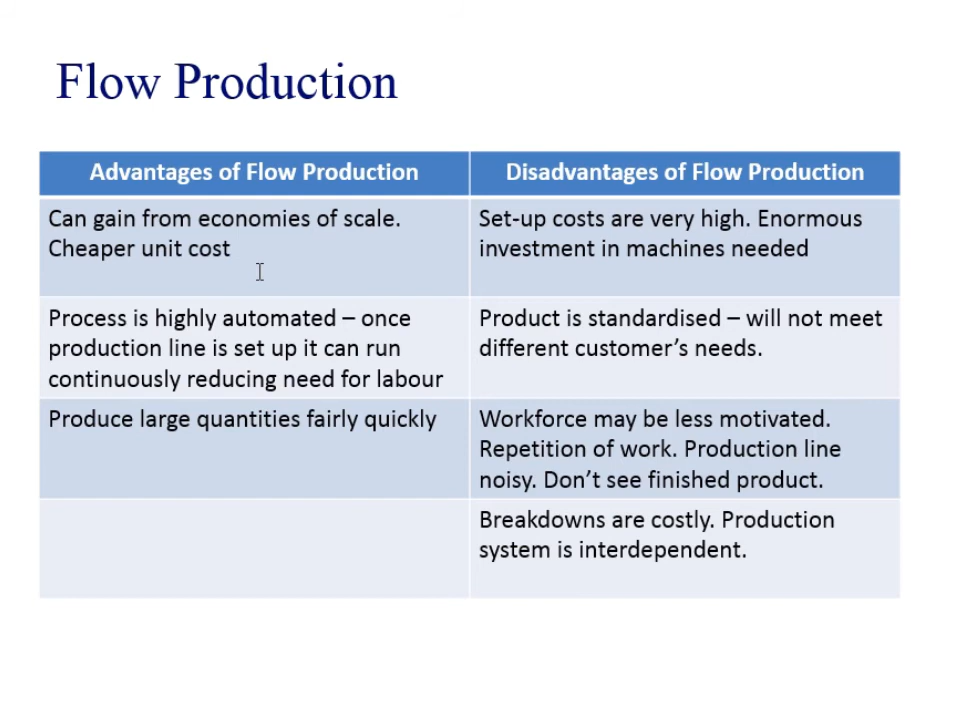 Flow Production
Advantages of Flow Production
Disadvantages of Flow Production
Can gain from economies of scale.
Cheaper unit cost
Set-up costs are very high. Enormous
investment in machines needed
Process is highly automated – once
production line is set up it can run
continuously reducing need for labour
Product is standardised – will not meet
different customer’s needs.
Produce large quantities fairly quickly
Workforce may be less motivated.
Repetition of work. Production line
noisy. Don’t see finished product.
Breakdowns are costly. Production
system is interdependent.